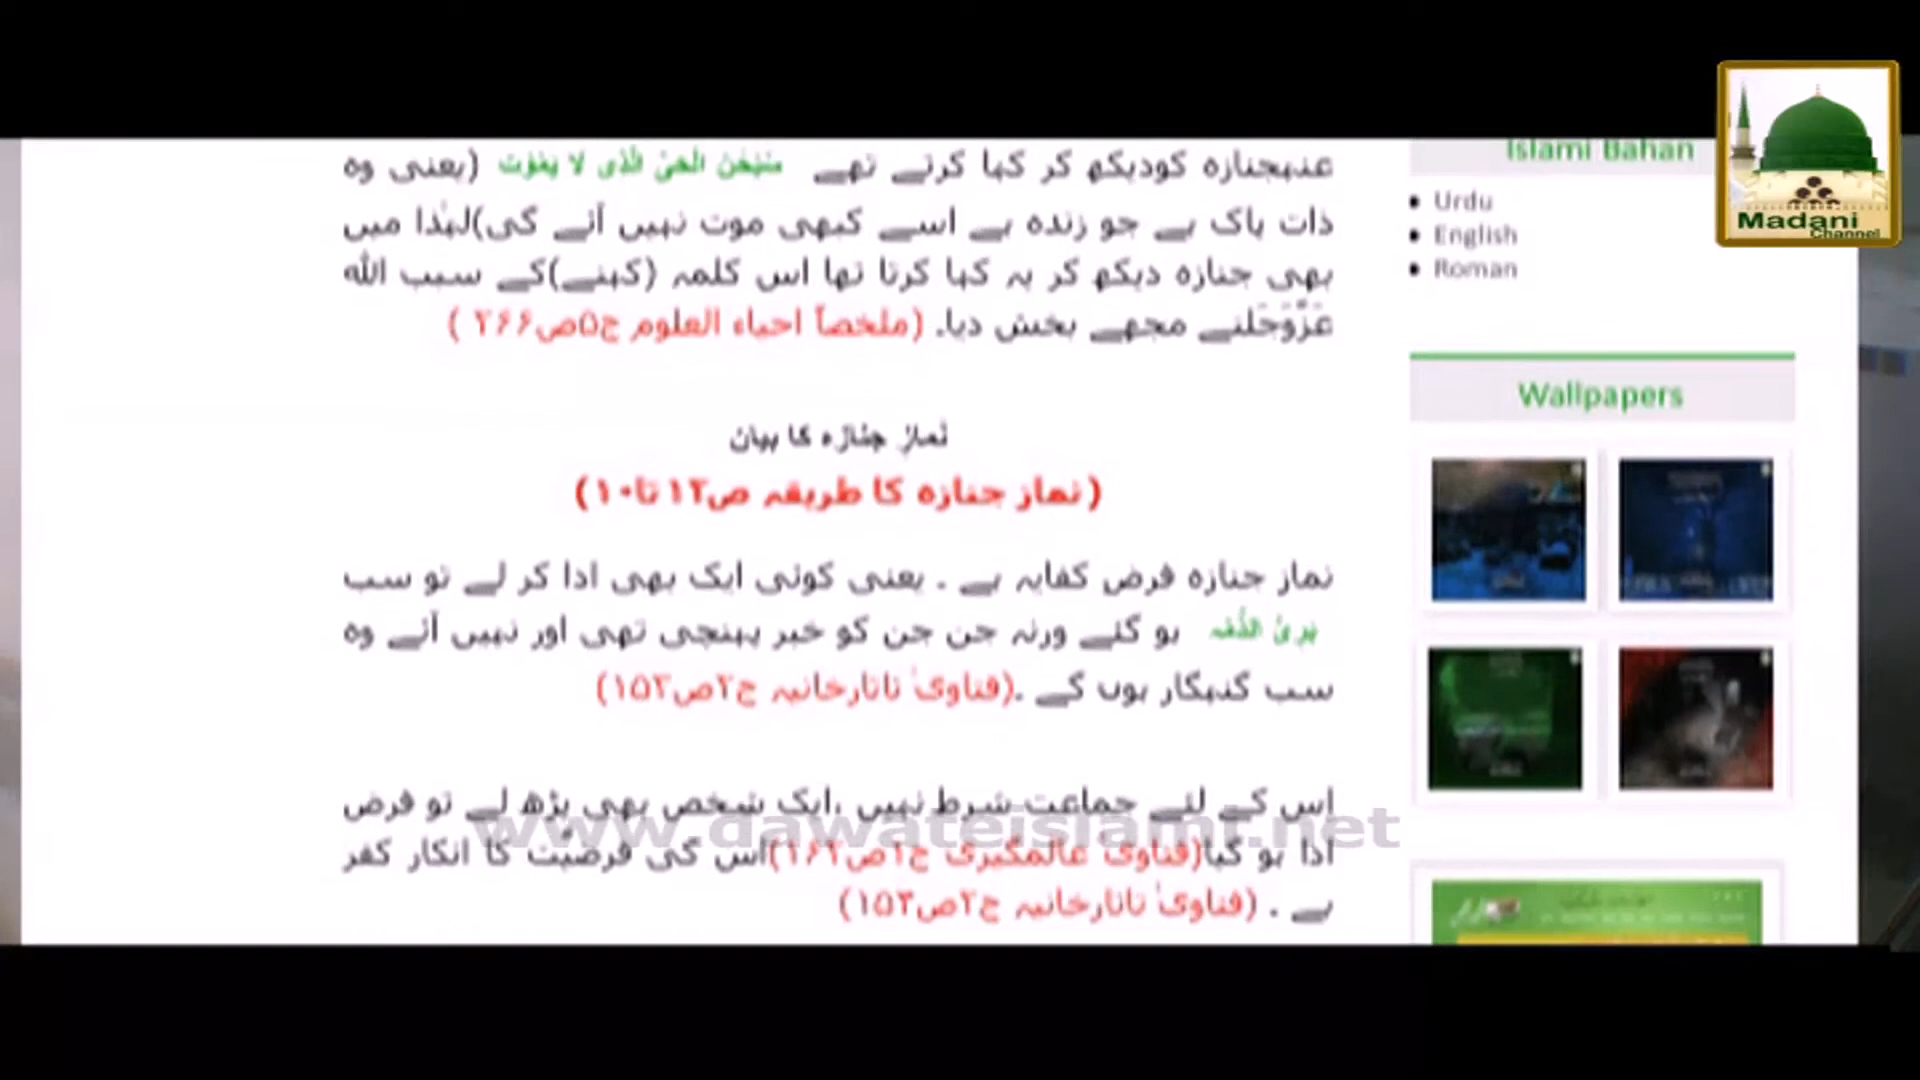 عنہجنازہ کودیکھ کر کہا کرتے تھے سُبْحٰنَ الْحَیِّ الَّذِی لَا یَمُوْتُ (یعنی وہ
ذات پاک ہے جو زندہ ہے اسے کبھی موت نہیں آئے گی)لہٰذا میں
بھی جنازہ دیکھ کر یہ کہا کرتا تھا اس کلمہ (کہنے)کے سبب اللہ
عَزَّوَجَلَّنے مجھے بخش دیا۔ (ملخصاً احیاء العلوم ج۵ص۲۶۶ )
نمازِ جنازہ کا بیان
(نماز جنازہ کا طریقہ ص۱۲ تا۱۰)
نماز جنازہ فرض کفایہ ہے ۔ یعنی کوئی ایک بھی ادا کر لے تو سب
بَرِیُّ الذِّمَّہ ہو گئے ورنہ جن جن کو خبر پہنچی تھی اور نہیں آئے وہ
سب گنہگار ہوں گے ۔(فتاویٰ تاتارخانیہ ج۲ص۱۵۳)
اس کے لئے جماعت شرط نہیں ،ایک شخص بھی پڑھ لے تو فرض
ادا ہو گیا(فتاویٰ عالمگیری ج۱ص۱۶۲)اس کی فرضیَّت کا انکار کفر
ہے ۔ (فتاویٰ تاتارخانیہ ج۲ص۱۵۳)
Islami Bahan
Urdu
English
Roman
Wallpapers
Madani
Channel
www.dawateislami.net